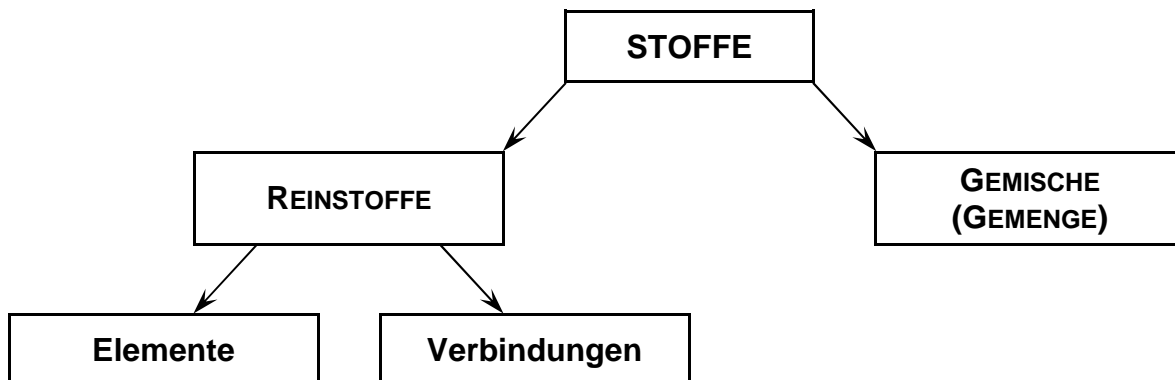 STOFFE
REINSTOFFE
GEMISCHE
(GEMENGE)
Elemente
Verbindungen